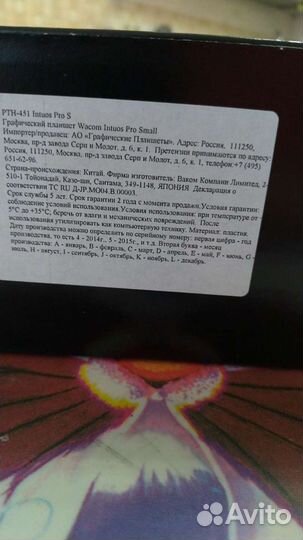 PTH-451 Intuos Pro S
Графический планшет Wacom Intuos Pro Small
Импортер/продавец: АО «Графические Планшеты». Адрес: Россия, 111250,
Москва, пр-д завода Серп и Молот, д. 6, к. 1. Претензии принимаются по адресу:
Россия, 111250, Москва, пр-д завода Серп и Молот, д. 6, к. 1, телефон:+7 (495)
651-62-96.
Страна-происхождения: Китай. Фирма изготовитель: Ваком Компани Лимитед, 2-
510-1 Тойонодай, Казо-ши, Саитама, 349-1148, ЯПОНИЯ Декларация о
соответствии ТС RU Д-JP.МО04.В.00003.
Срок службы 5 лет. Срок гарантии 2 года с момента продажи.Условия гарантии:
соблюдение условий использования.Условия использования: при температуре от
5°C до +35°C, беречь от влаги и механических повреждений. После
использования утилизировать как бытовую технику. Материал: пластик.
Дату производства можно определить по серийному номеру: первая цифра - год
производства, то есть 4 - 2014г., 5 - 2015г., и т.д. Вторая буква - месяц
производства: А - январь, В - февраль, С - март, D - апрель, E - май, F - июнь, G -
июль, H - август, I - сентябрь, J - октябрь, K - ноябрь, L - декабрь.
Avito